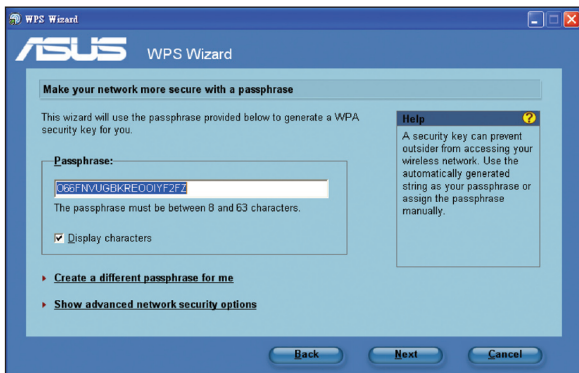 WPS Wizard
ASUS WPS Wizard
Make your network more secure with a passphrase
This wizard will use the passphrase provided below to generate a WPA
security key for you.
Passphrase:
O66FNVUGBKREOOIYF2FZ
The passphrase must be between 8 and 63 characters.
Display characters
Create a different passphrase for me
Show advanced network security options
Help
A security key can prevent
outsider from accessing your
wireless network. Use the
automatically generated
string as your passphrase or
assign the passphrase
manually.
Back Next Cancel